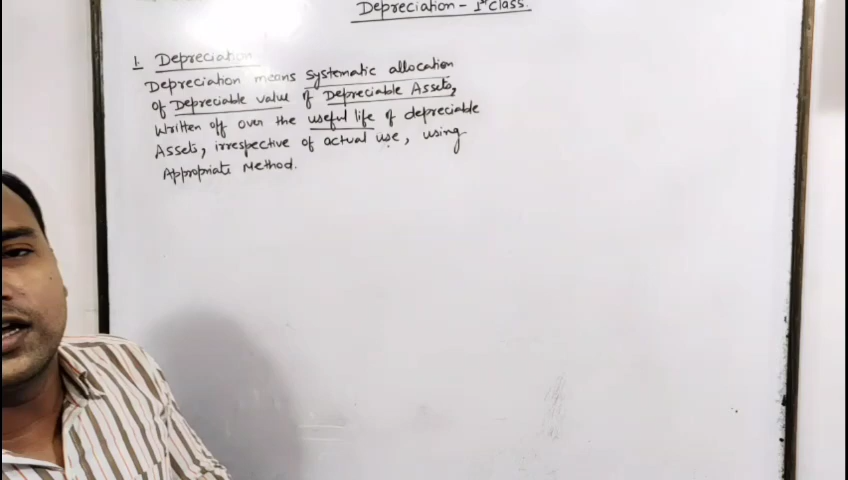 Depreciation - 1st Class.
1. Depreciation
Depreciation means systematic allocation
of Depreciable value of Depreciable Assets,
Written off over the useful life of depreciable
Assets, irrespective of actual use, using
Appropriate Method.